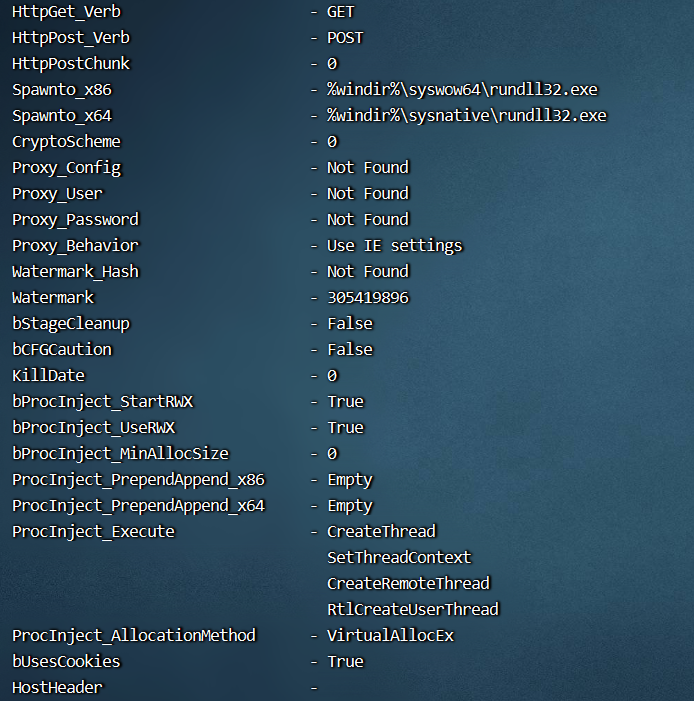 HttpGet_Verb - GET
HttpPost_Verb - POST
HttpPostChunk - 0
Spawnto_x86 - %windir%\syswow64\rundll32.exe
Spawnto_x64 - %windir%\sysnative\rundll32.exe
CryptoScheme - 0
Proxy_Config - Not Found
Proxy_User - Not Found
Proxy_Password - Not Found
Proxy_Behavior - Use IE settings
Watermark_Hash - Not Found
Watermark - 305419896
bStageCleanup - False
bCFGCaution - False
KillDate - 0
bProcInject_StartRWX - True
bProcInject_UseRWX - True
bProcInject_MinAllocSize - 0
ProcInject_PrependAppend_x86 - Empty
ProcInject_PrependAppend_x64 - Empty
ProcInject_Execute - CreateThread
SetThreadContext
CreateRemoteThread
RtlCreateUserThread
ProcInject_AllocationMethod - VirtualAllocEx
bUsesCookies - True
HostHeader -